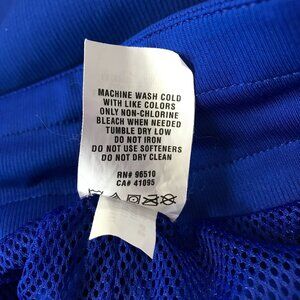 MACHINE WASH COLD
WITH LIKE COLORS
ONLY NON-CHLORINE
BLEACH WHEN NEEDED
TUMBLE DRY LOW
DO NOT IRON
DO NOT USE SOFTENERS
DO NOT DRY CLEAN
RN# 96510
CA# 41895